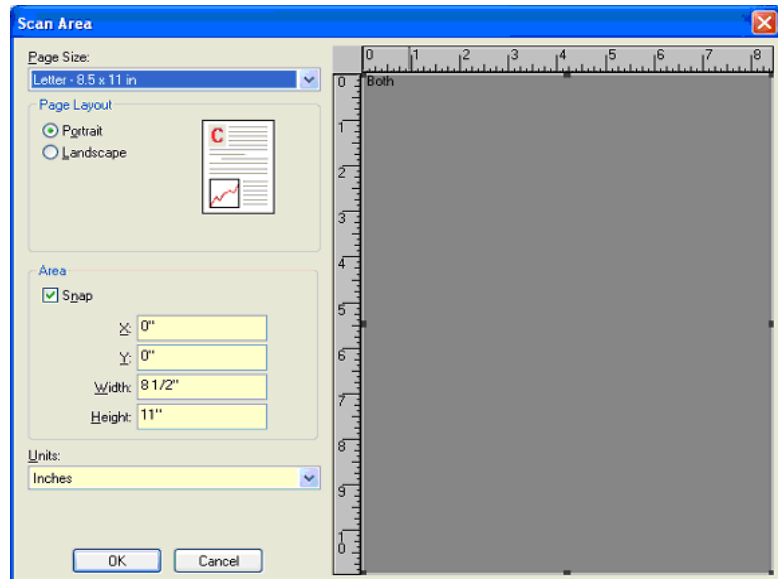 Scan Area
Page Size:
Letter - 8.5 x 11 in
Page Layout
Portrait
Landscape
C
Area
Snap
X: 0"
Y: 0"
Width: 8 1/2"
Height: 11"
Units:
Inches
OK Cancel
0 1 2 3 4 5 6 7 8
Both
0
1
2
3
4
5
6
7
8
9
10